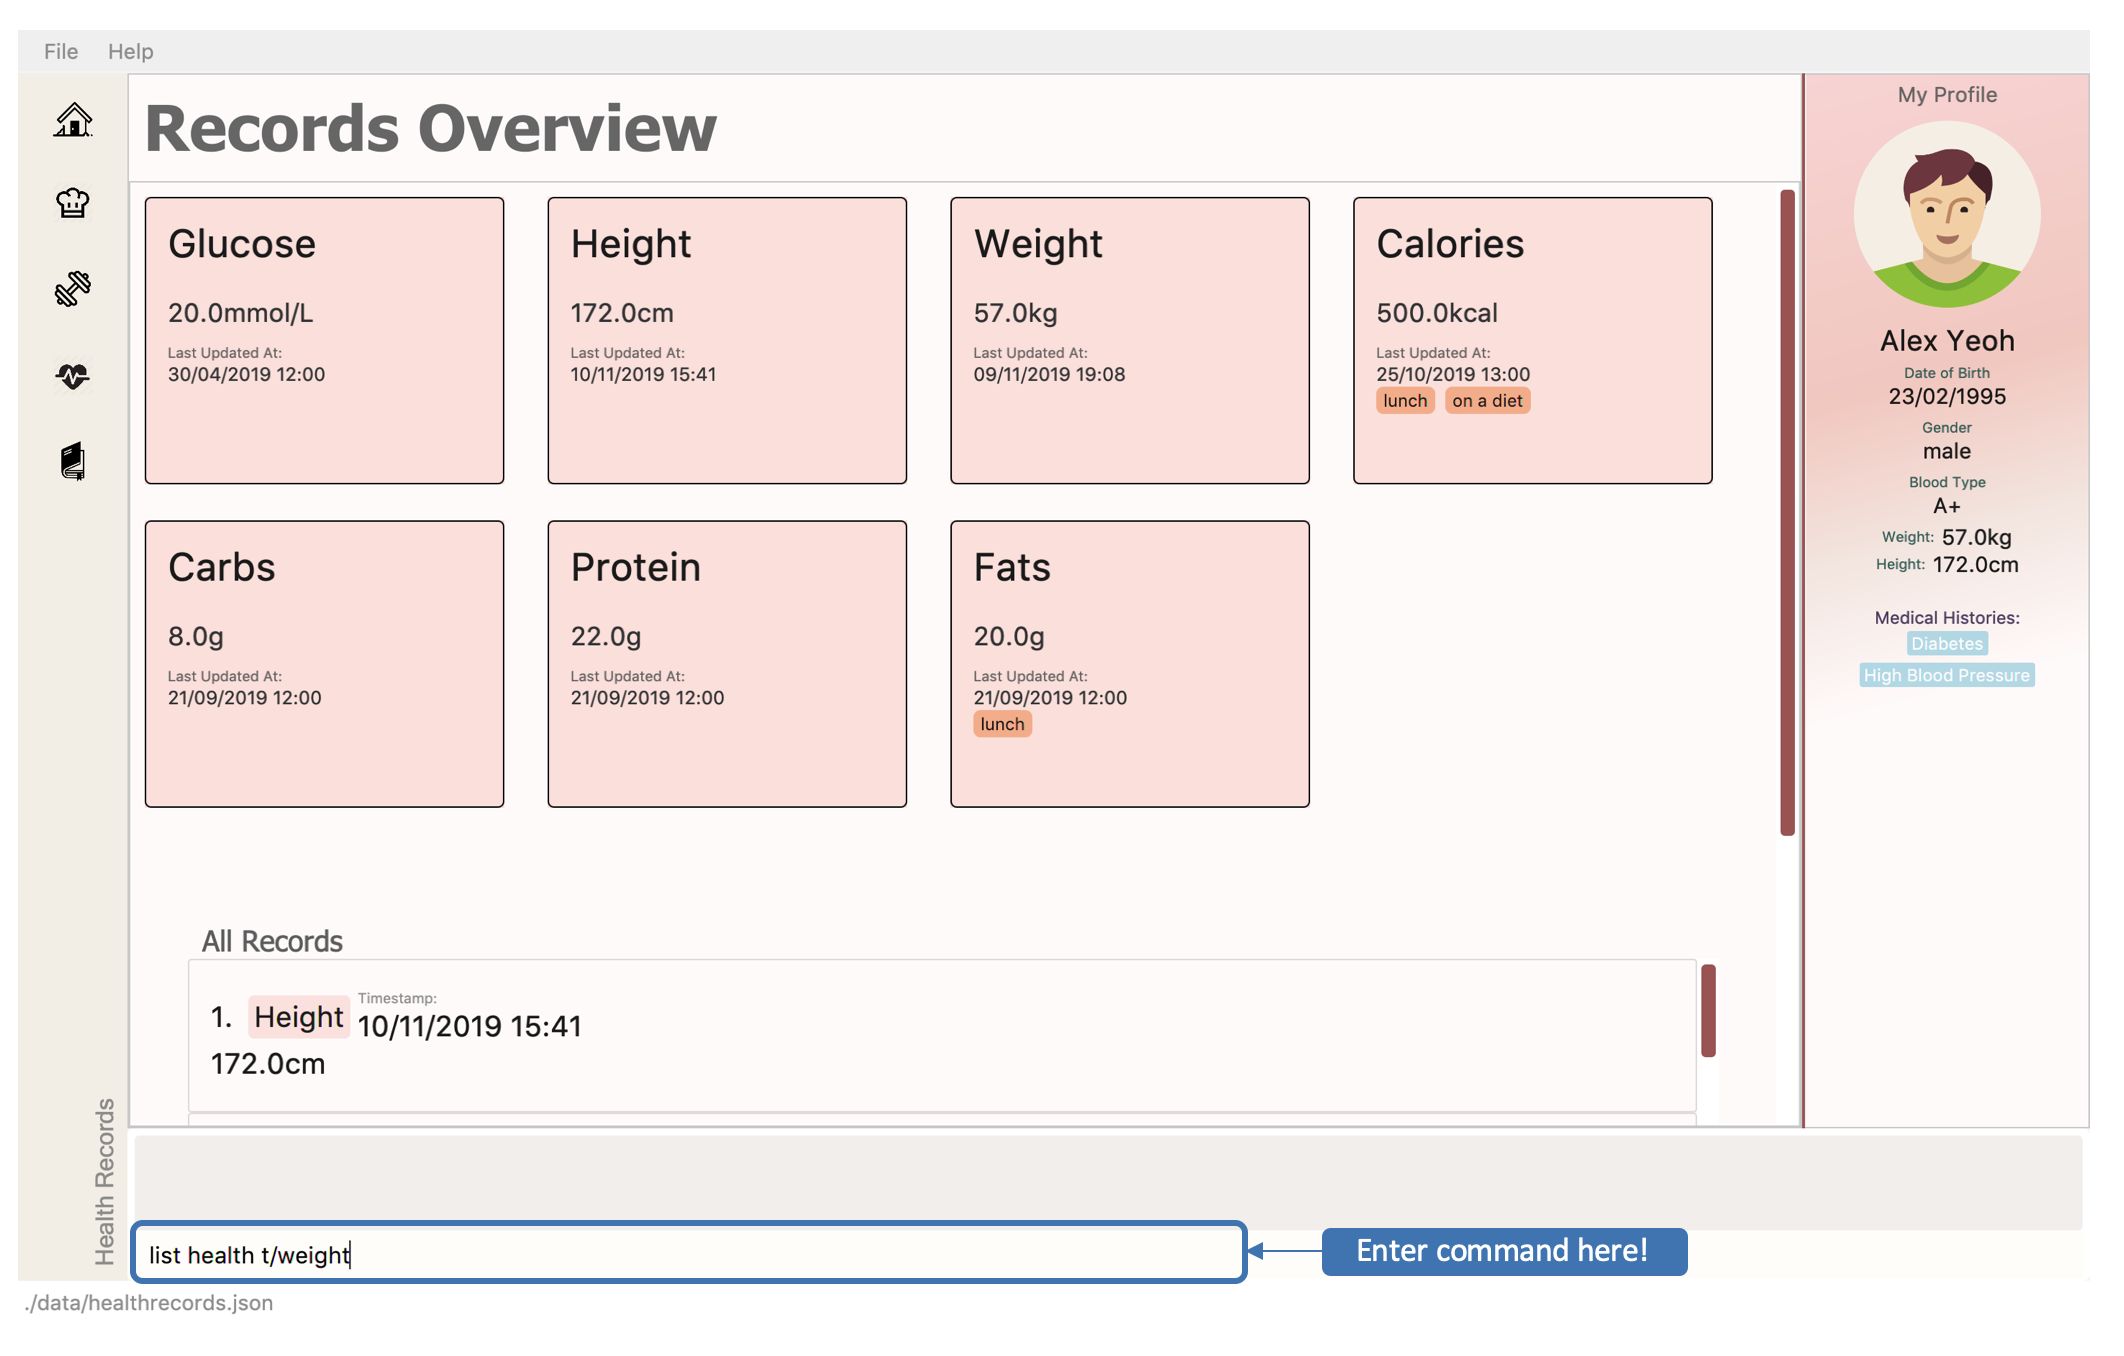 File Help
Records Overview
Glucose
20.0mmol/L
Last Updated At:
30/04/2019 12:00
Height
172.0cm
Last Updated At:
10/11/2019 15:41
Weight
57.0kg
Last Updated At:
09/11/2019 19:08
Calories
500.0kcal
Last Updated At:
25/10/2019 13:00
lunch on a diet
Carbs
8.0g
Last Updated At:
21/09/2019 12:00
Protein
22.0g
Last Updated At:
21/09/2019 12:00
Fats
20.0g
Last Updated At:
21/09/2019 12:00
lunch
All Records
1. Height
Timestamp:
10/11/2019 15:41
172.0cm
My Profile
Alex Yeoh
Date of Birth
23/02/1995
Gender
male
Blood Type
A+
Weight: 57.0kg
Height: 172.0cm
Medical Histories:
Diabetes
High Blood Pressure
Health Records
list health t/weight
Enter command here!
./data/healthrecords.json